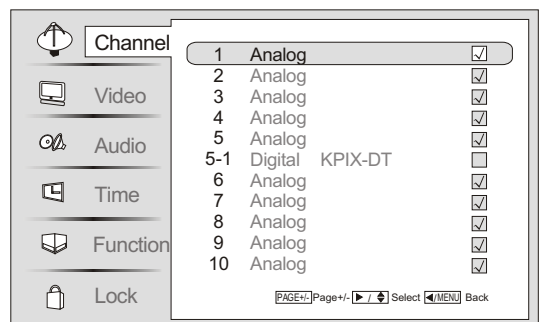 Channel
Video
Audio
Time
Function
Lock
1 Analog
2 Analog
3 Analog
4 Analog
5 Analog
5-1 Digital KPIX-DT
6 Analog
7 Analog
8 Analog
9 Analog
10 Analog
PAGE+/- Page+/- ▶ / ◆ Select ◀/MENU Back